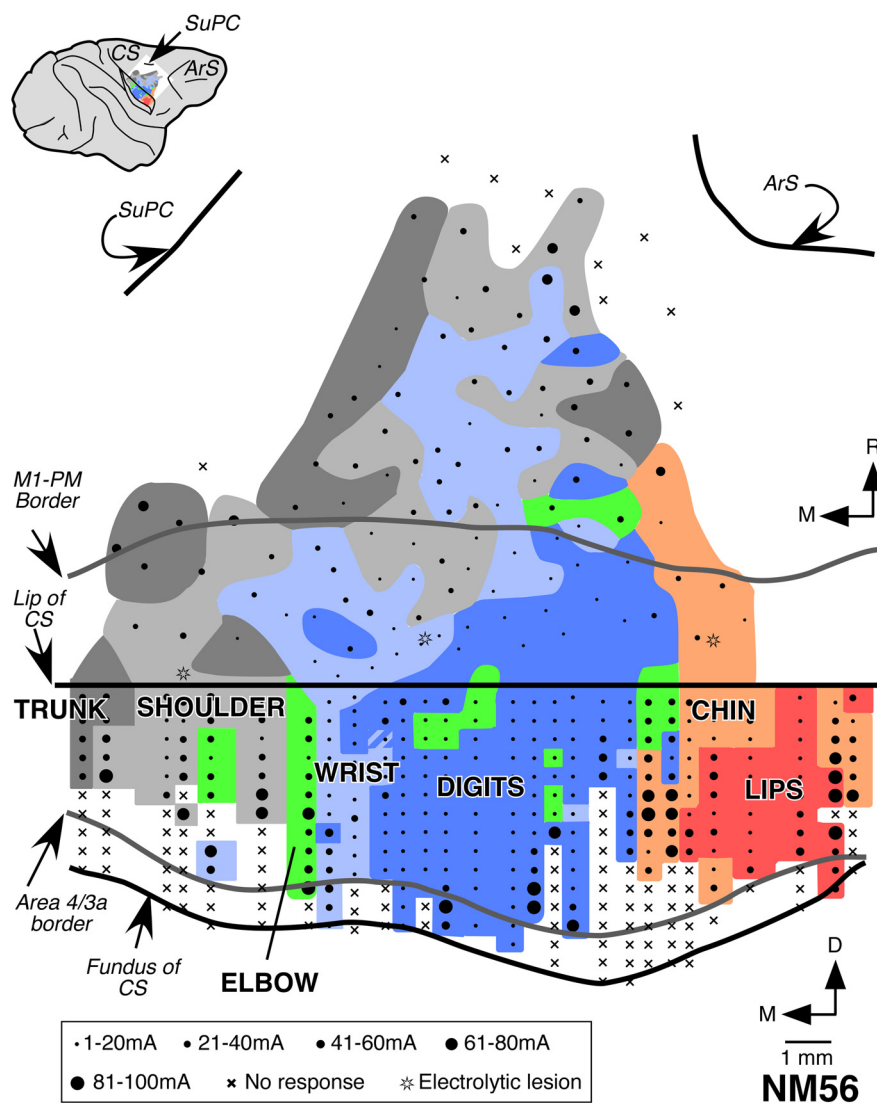 SuPC
CS
ArS
SuPC
ArS
M1-PM
Border
R
M
Lip of
CS
TRUNK
SHOULDER
CHIN
WRIST
DIGITS
LIPS
Area 4/3a
border
Fundus of
CS
ELBOW
D
M
1-20mA
21-40mA
41-60mA
61-80mA
81-100mA
No response
Electrolytic lesion
1 mm
NM56